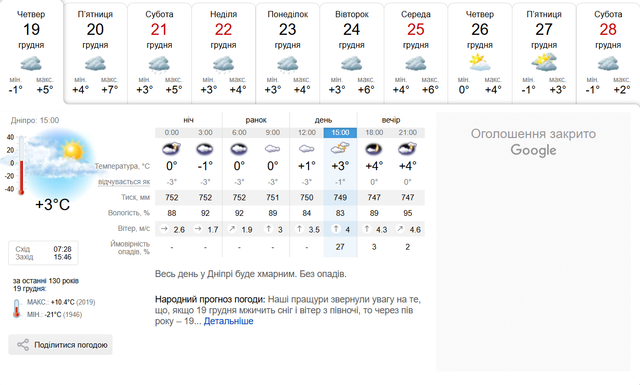 Четвер П'ятниця Субота Неділя Понеділок Вівторок Середа Четвер П'ятниця Субота
19 20 21 22 23 24 25 26 27 28
грудня грудня грудня грудня грудня грудня грудня грудня грудня грудня
мін. макс. мін. макс. мін. макс. мін. макс. мін. макс. мін. макс. мін. макс. мін. макс. мін. макс. мін. макс.
-1° +5° +4° +7° +3° +5° +3° +4° +3° +4° +3° +6° +4° +6° 0° +4° -1° +2° -1° +2°
Дніпро: 15:00
40
20
0
-20
-40
+3°C
Схід 07:28
Захід 15:46
за останні 130 років
19 грудня:
МАКС.: +10.4°C (2019)
МІН.: -21°C (1946)
Поділитися погодою
ніч ранок день вечір
0:00 3:00 6:00 9:00 12:00 15:00 18:00 21:00
Температура, °C 0° -1° 0° 0° +1° +3° +4° +4°
відчувається як -3° -3° -3° -3° -3° -1° 0° 0°
Тиск, мм 752 752 752 751 750 749 747 747
Вологість, % 88 92 92 89 84 83 89 95
Вітер, м/с 2.6 1.7 1.9 3 3.5 4 4.3 4.6
Ймовірність опадів, % - - - - - 27 3 2
Весь день у Дніпрі буде хмарним. Без опадів.
Народний прогноз погоди: Наші пращури звернули увагу на те,
що, якщо 19 грудня мжичить сніг і вітер з півночі, то через пів
року – 19... Детальніше
Оголошення закрито
Google